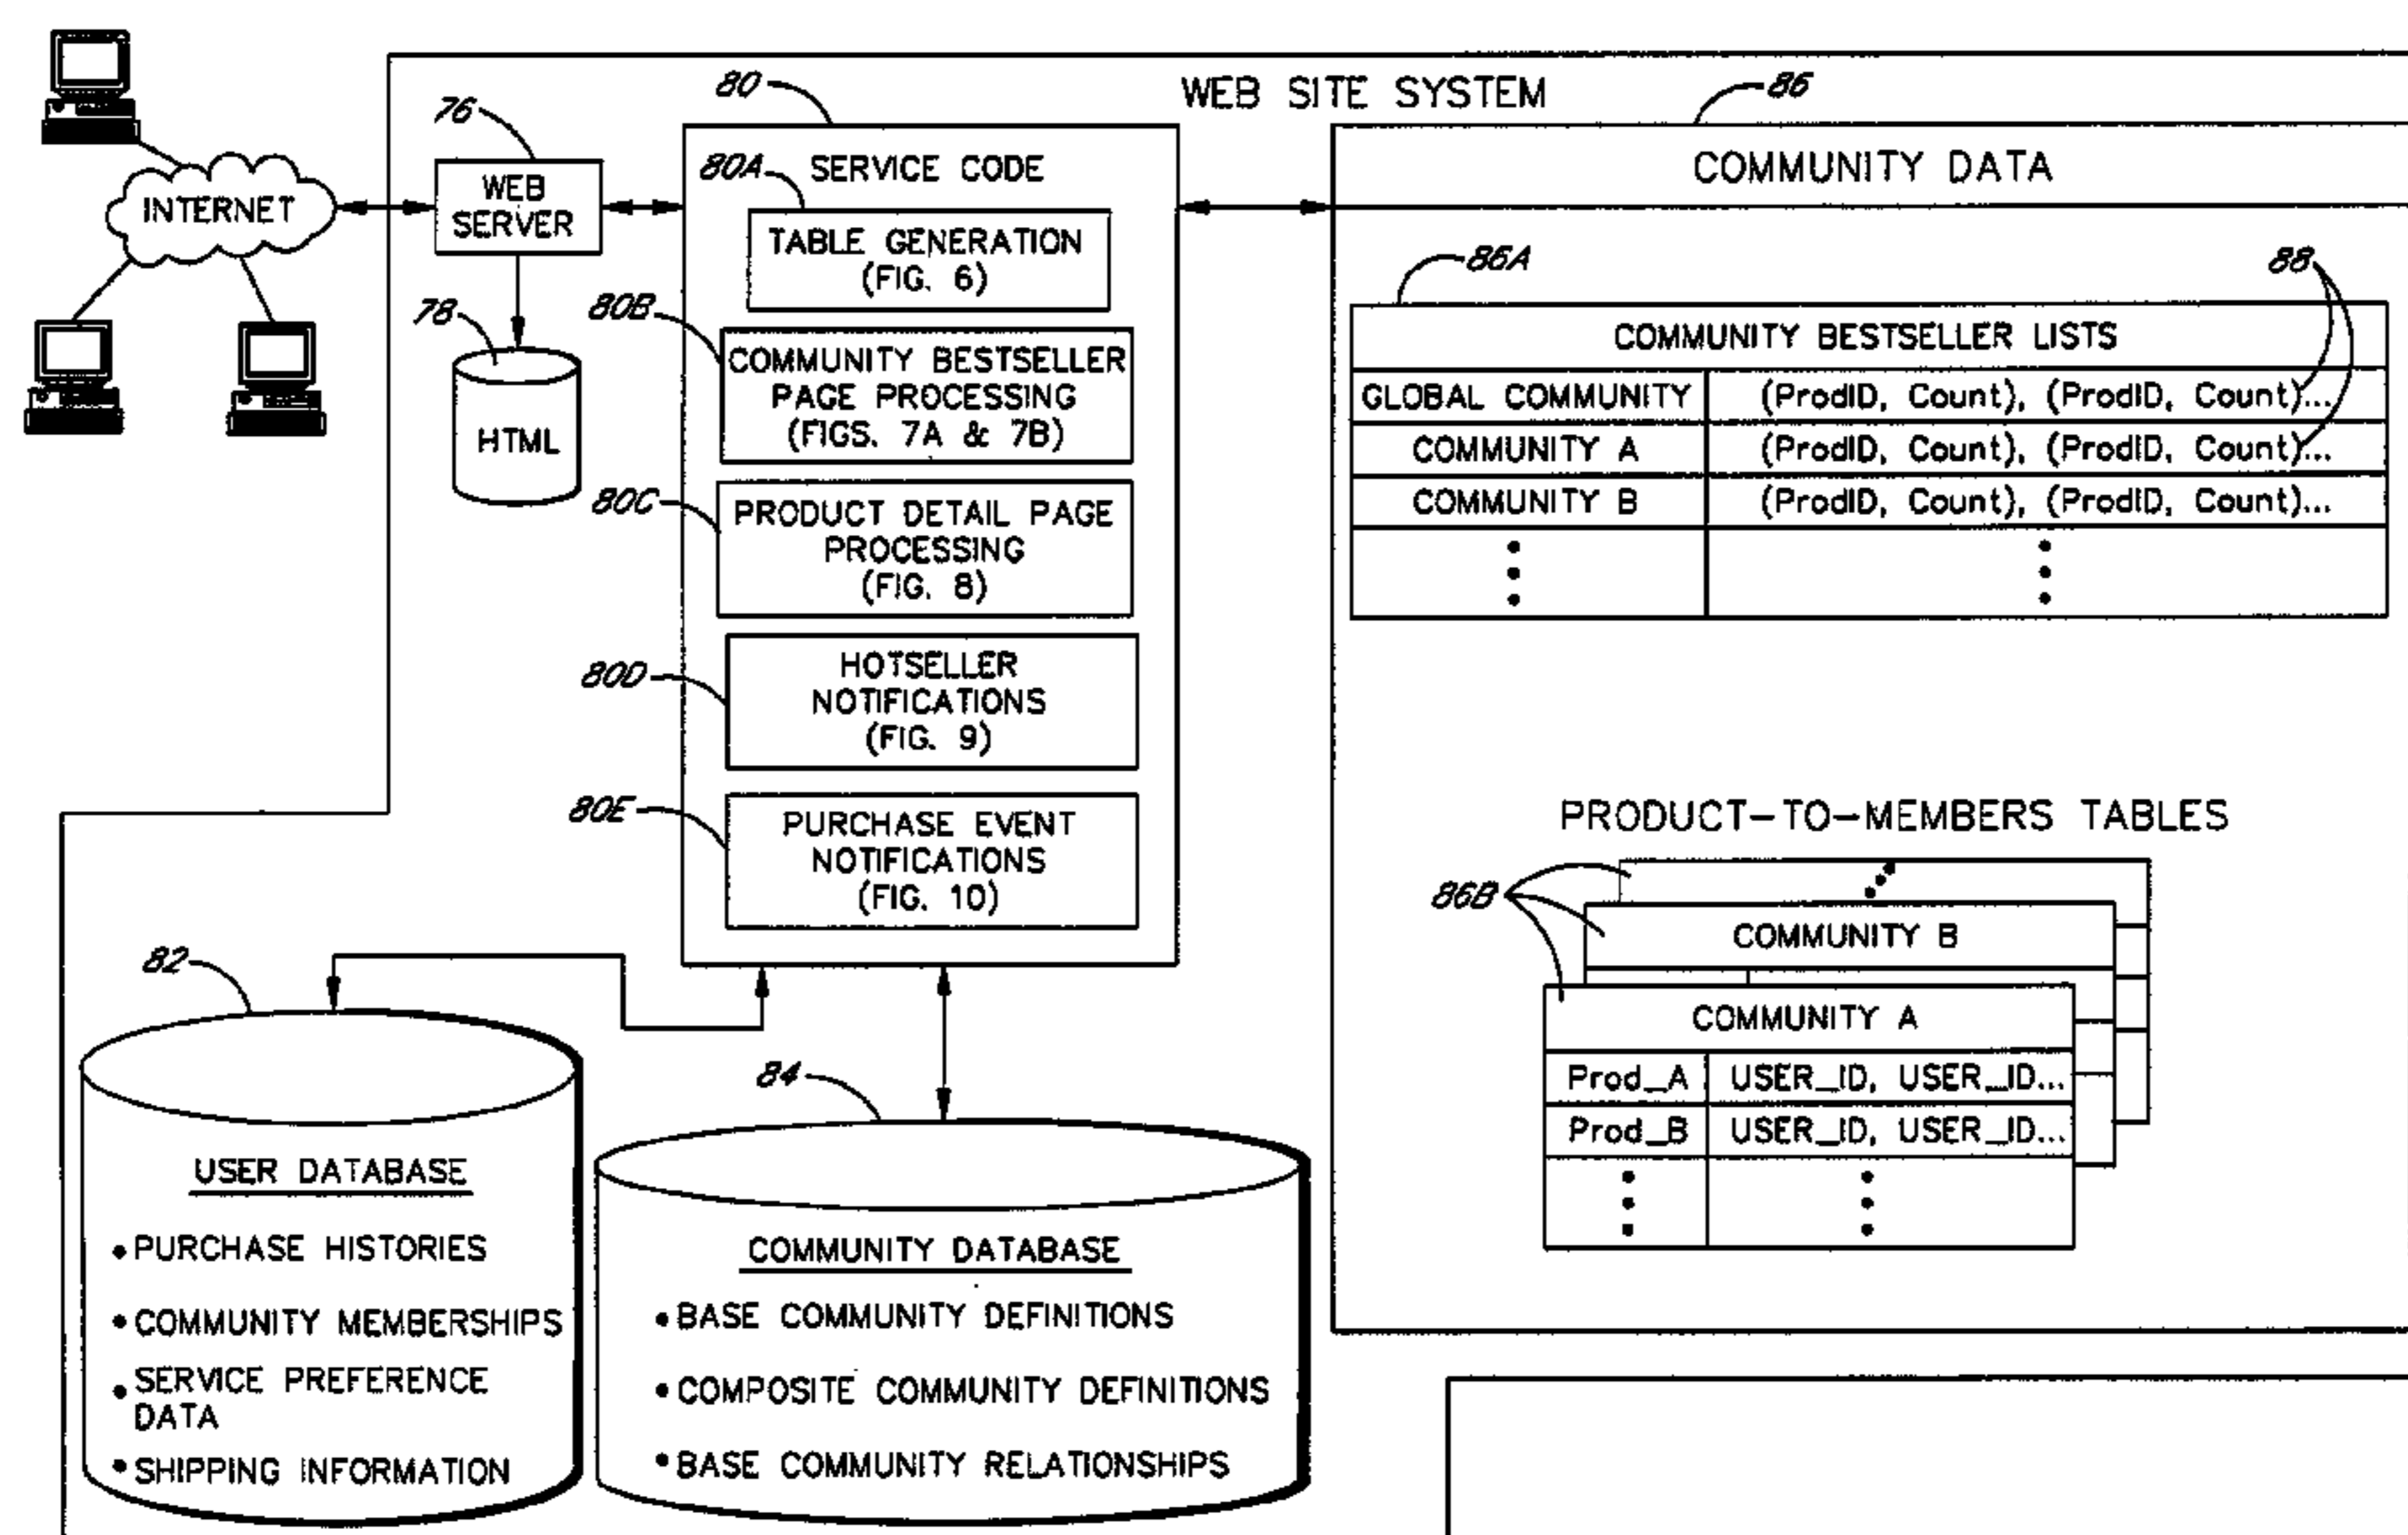 WEB SITE SYSTEM
INTERNET
76
WEB
SERVER
78
HTML
80
SERVICE CODE
80A
TABLE GENERATION
(FIG. 6)
80B
COMMUNITY BESTSELLER
PAGE PROCESSING
(FIGS. 7A & 7B)
80C
PRODUCT DETAIL PAGE
PROCESSING
(FIG. 8)
80D
HOTSELLER
NOTIFICATIONS
(FIG. 9)
80E
PURCHASE EVENT
NOTIFICATIONS
(FIG. 10)
86
COMMUNITY DATA
86A
88
COMMUNITY BESTSELLER LISTS
GLOBAL COMMUNITY (ProdID, Count), (ProdID, Count)...
COMMUNITY A (ProdID, Count), (ProdID, Count)...
COMMUNITY B (ProdID, Count), (ProdID, Count)...
PRODUCT-TO-MEMBERS TABLES
86B
COMMUNITY B
COMMUNITY A
Prod_A USER_ID, USER_ID...
Prod_B USER_ID, USER_ID...
82
USER DATABASE
• PURCHASE HISTORIES
• COMMUNITY MEMBERSHIPS
• SERVICE PREFERENCE
DATA
• SHIPPING INFORMATION
84
COMMUNITY DATABASE
• BASE COMMUNITY DEFINITIONS
• COMPOSITE COMMUNITY DEFINITIONS
• BASE COMMUNITY RELATIONSHIPS